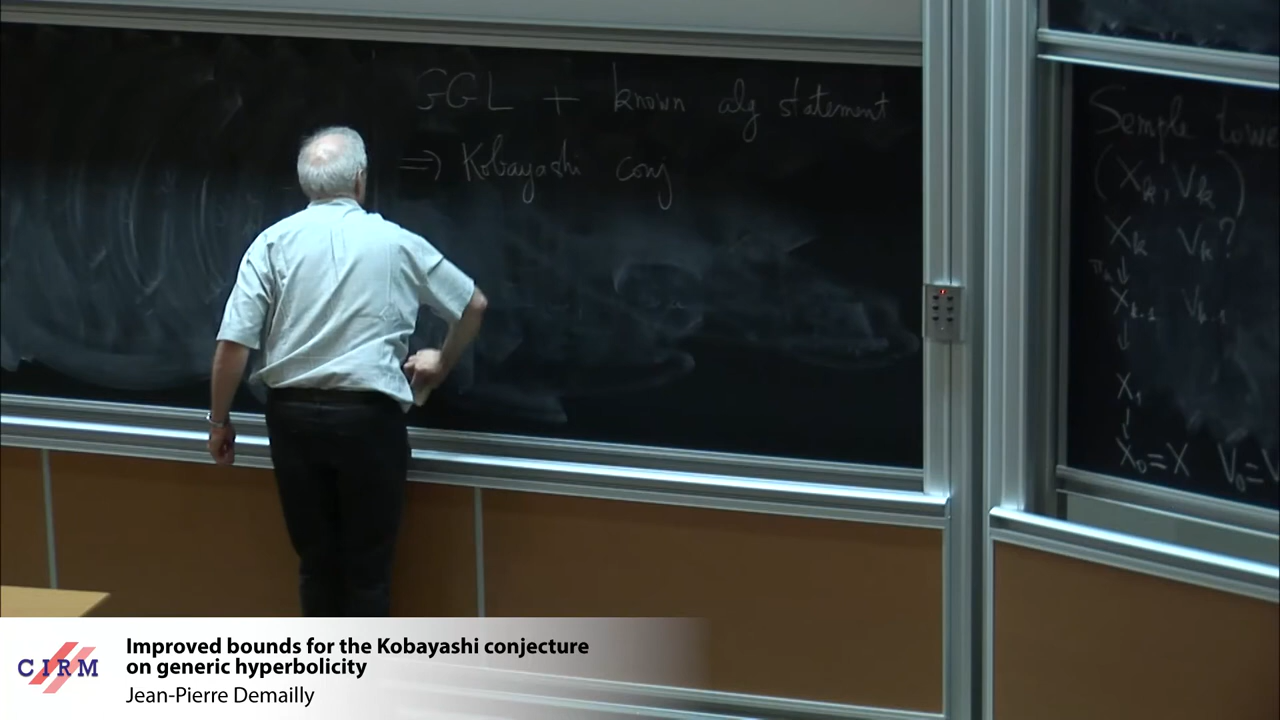 GGL + known alg statement
⇒ Kobayashi conj
Semple towe
(X_k, V_k)
X_k V_k?
π_k ↓
X_{k-1} V_{k-1}
↓
X_1
↓
X_0 = X V_0 = V
CIRM
Improved bounds for the Kobayashi conjecture
on generic hyperbolicity
Jean-Pierre Demailly